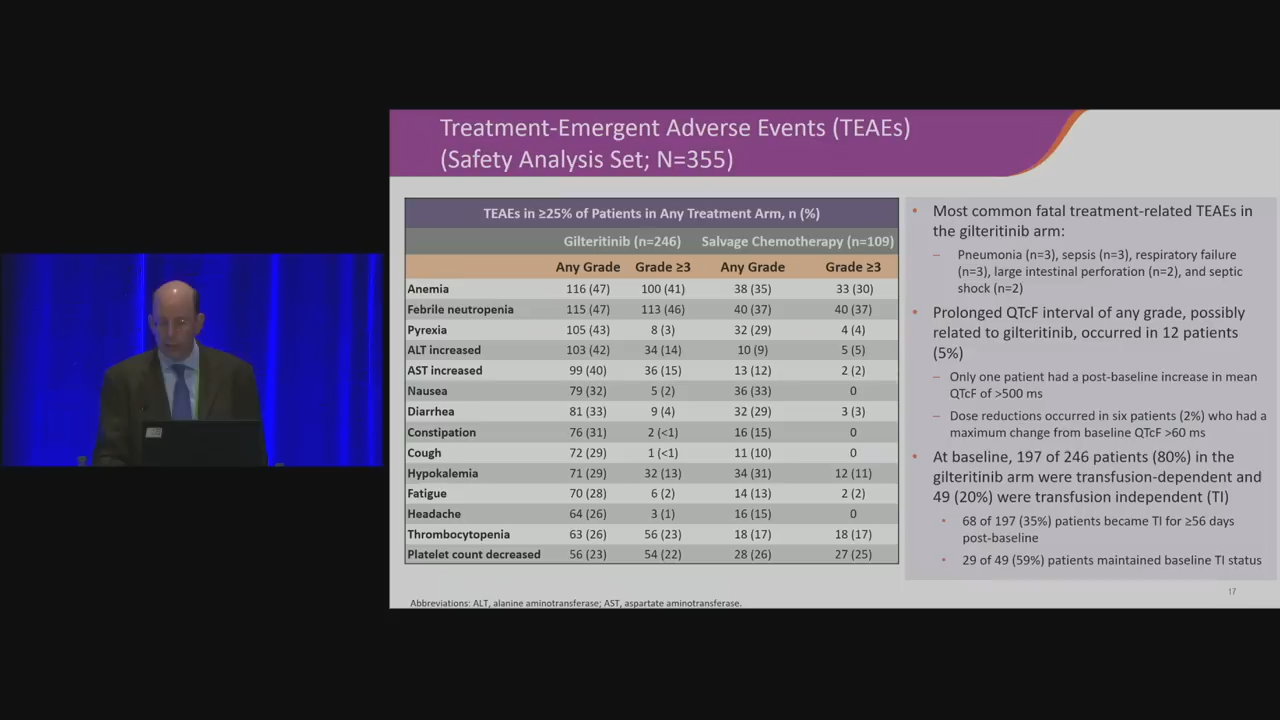 Treatment-Emergent Adverse Events (TEAEs)
(Safety Analysis Set; N=355)
TEAEs in ≥25% of Patients in Any Treatment Arm, n (%)
Gilteritinib (n=246) Salvage Chemotherapy (n=109)
Any Grade Grade ≥3 Any Grade Grade ≥3
Anemia 116 (47) 100 (41) 38 (35) 33 (30)
Febrile neutropenia 115 (47) 113 (46) 40 (37) 40 (37)
Pyrexia 105 (43) 8 (3) 32 (29) 4 (4)
ALT increased 103 (42) 34 (14) 10 (9) 5 (5)
AST increased 99 (40) 36 (15) 13 (12) 2 (2)
Nausea 79 (32) 5 (2) 36 (33) 0
Diarrhea 81 (33) 9 (4) 32 (29) 3 (3)
Constipation 76 (31) 2 (<1) 16 (15) 0
Cough 72 (29) 1 (<1) 11 (10) 0
Hypokalemia 71 (29) 32 (13) 34 (31) 12 (11)
Fatigue 70 (28) 6 (2) 14 (13) 2 (2)
Headache 64 (26) 3 (1) 16 (15) 0
Thrombocytopenia 63 (26) 56 (23) 18 (17) 18 (17)
Platelet count decreased 56 (23) 54 (22) 28 (26) 27 (25)
Abbreviations: ALT, alanine aminotransferase; AST, aspartate aminotransferase.
• Most common fatal treatment-related TEAEs in
the gilteritinib arm:
– Pneumonia (n=3), sepsis (n=3), respiratory failure
(n=3), large intestinal perforation (n=2), and septic
shock (n=2)
• Prolonged QTcF interval of any grade, possibly
related to gilteritinib, occurred in 12 patients
(5%)
– Only one patient had a post-baseline increase in mean
QTcF of >500 ms
– Dose reductions occurred in six patients (2%) who had a
maximum change from baseline QTcF >60 ms
• At baseline, 197 of 246 patients (80%) in the
gilteritinib arm were transfusion-dependent and
49 (20%) were transfusion independent (TI)
• 68 of 197 (35%) patients became TI for ≥56 days
post-baseline
• 29 of 49 (59%) patients maintained baseline TI status
17